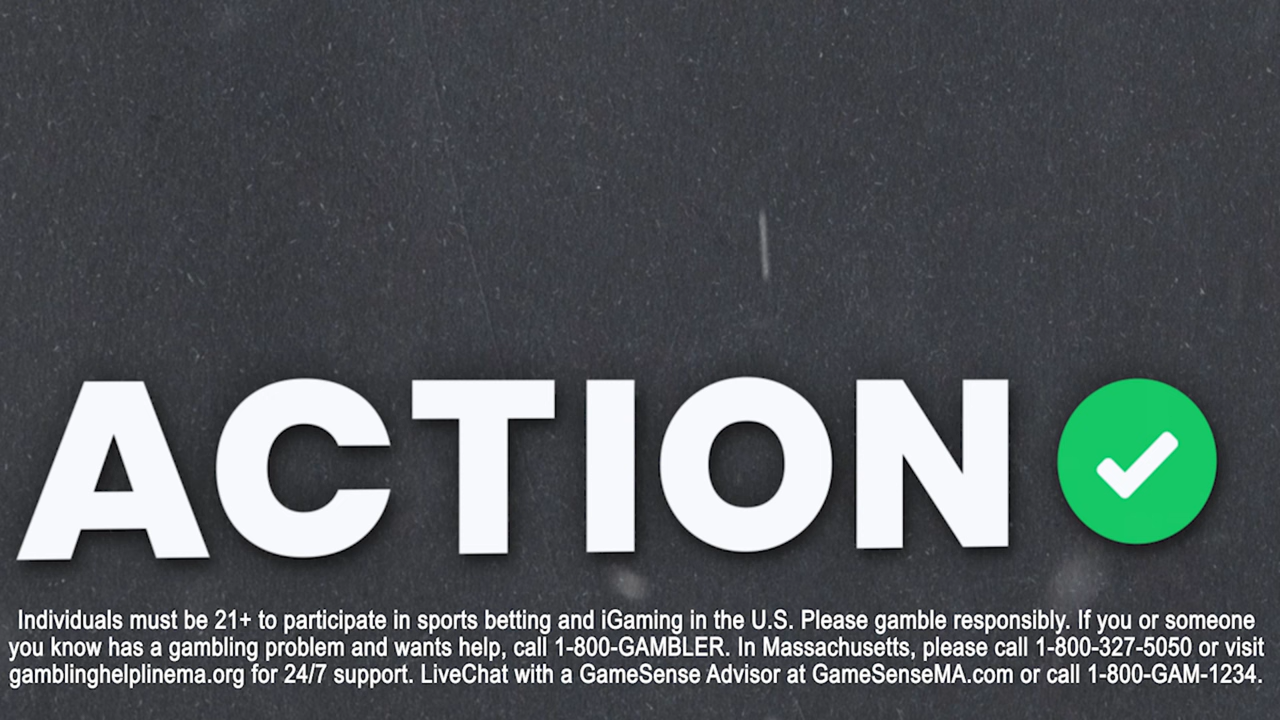 ACTION
Individuals must be 21+ to participate in sports betting and iGaming in the U.S. Please gamble responsibly. If you or someone
you know has a gambling problem and wants help, call 1-800-GAMBLER. In Massachusetts, please call 1-800-327-5050 or visit
gamblinghelplinema.org for 24/7 support. LiveChat with a GameSense Advisor at GameSenseMA.com or call 1-800-GAM-1234.